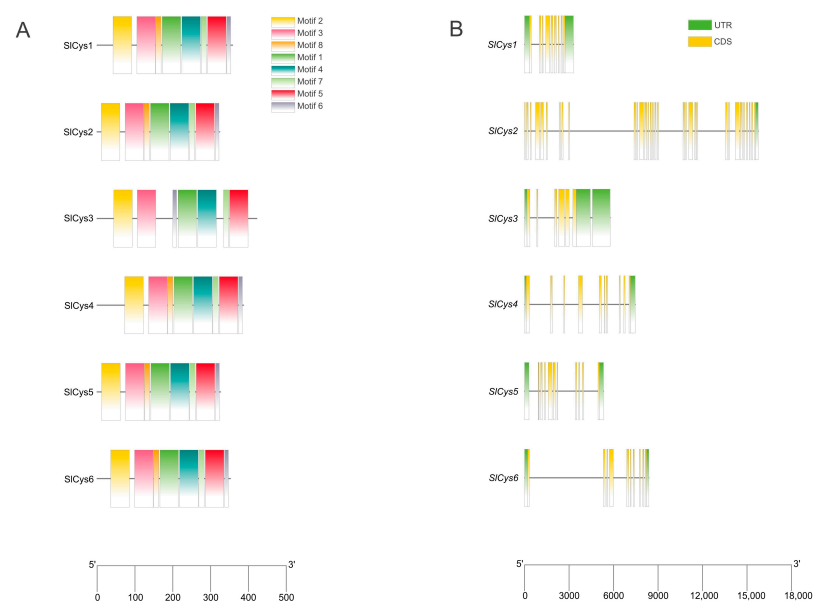 A
SlCys1
SlCys2
SlCys3
SlCys4
SlCys5
SlCys6
Motif 2
Motif 3
Motif 8
Motif 1
Motif 4
Motif 7
Motif 5
Motif 6
5' 3'
0 100 200 300 400 500
B
UTR
CDS
SlCys1
SlCys2
SlCys3
SlCys4
SlCys5
SlCys6
5' 3'
0 3000 6000 9000 12,000 15,000 18,000